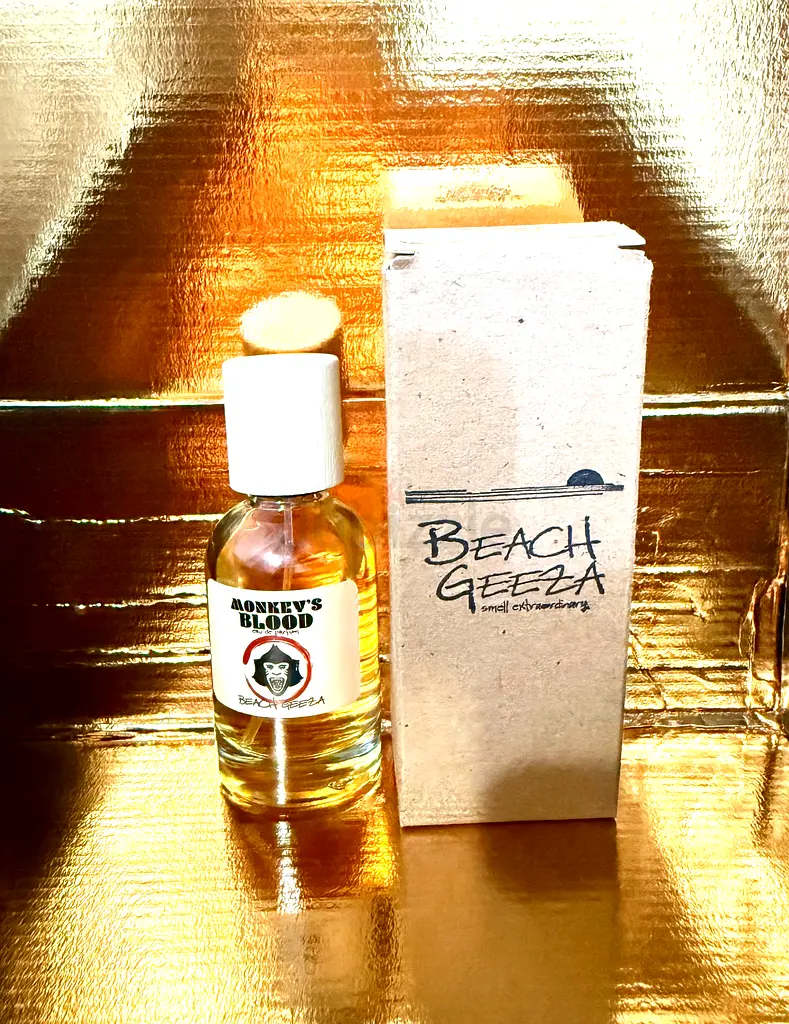 MONKEY'S
BLOOD
eau de parfum
BEACH GEEZA
BEACH
GEEZA
smell extraordinary